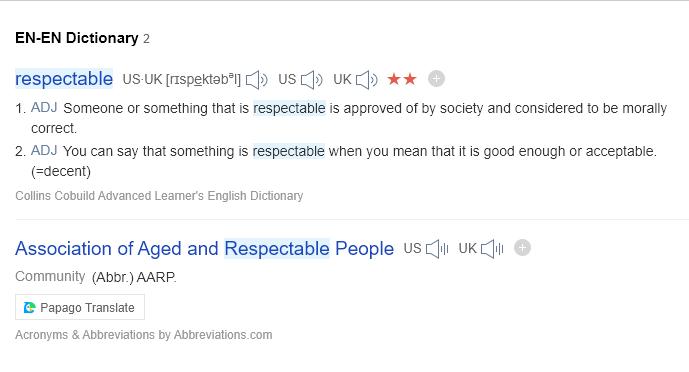 EN-EN Dictionary 2
respectable US·UK [rɪspektəbᵊl] US UK ★★
1. ADJ Someone or something that is respectable is approved of by society and considered to be morally
correct.
2. ADJ You can say that something is respectable when you mean that it is good enough or acceptable.
(=decent)
Collins Cobuild Advanced Learner's English Dictionary
Association of Aged and Respectable People US UK
Community (Abbr.) AARP.
Papago Translate
Acronyms & Abbreviations by Abbreviations.com